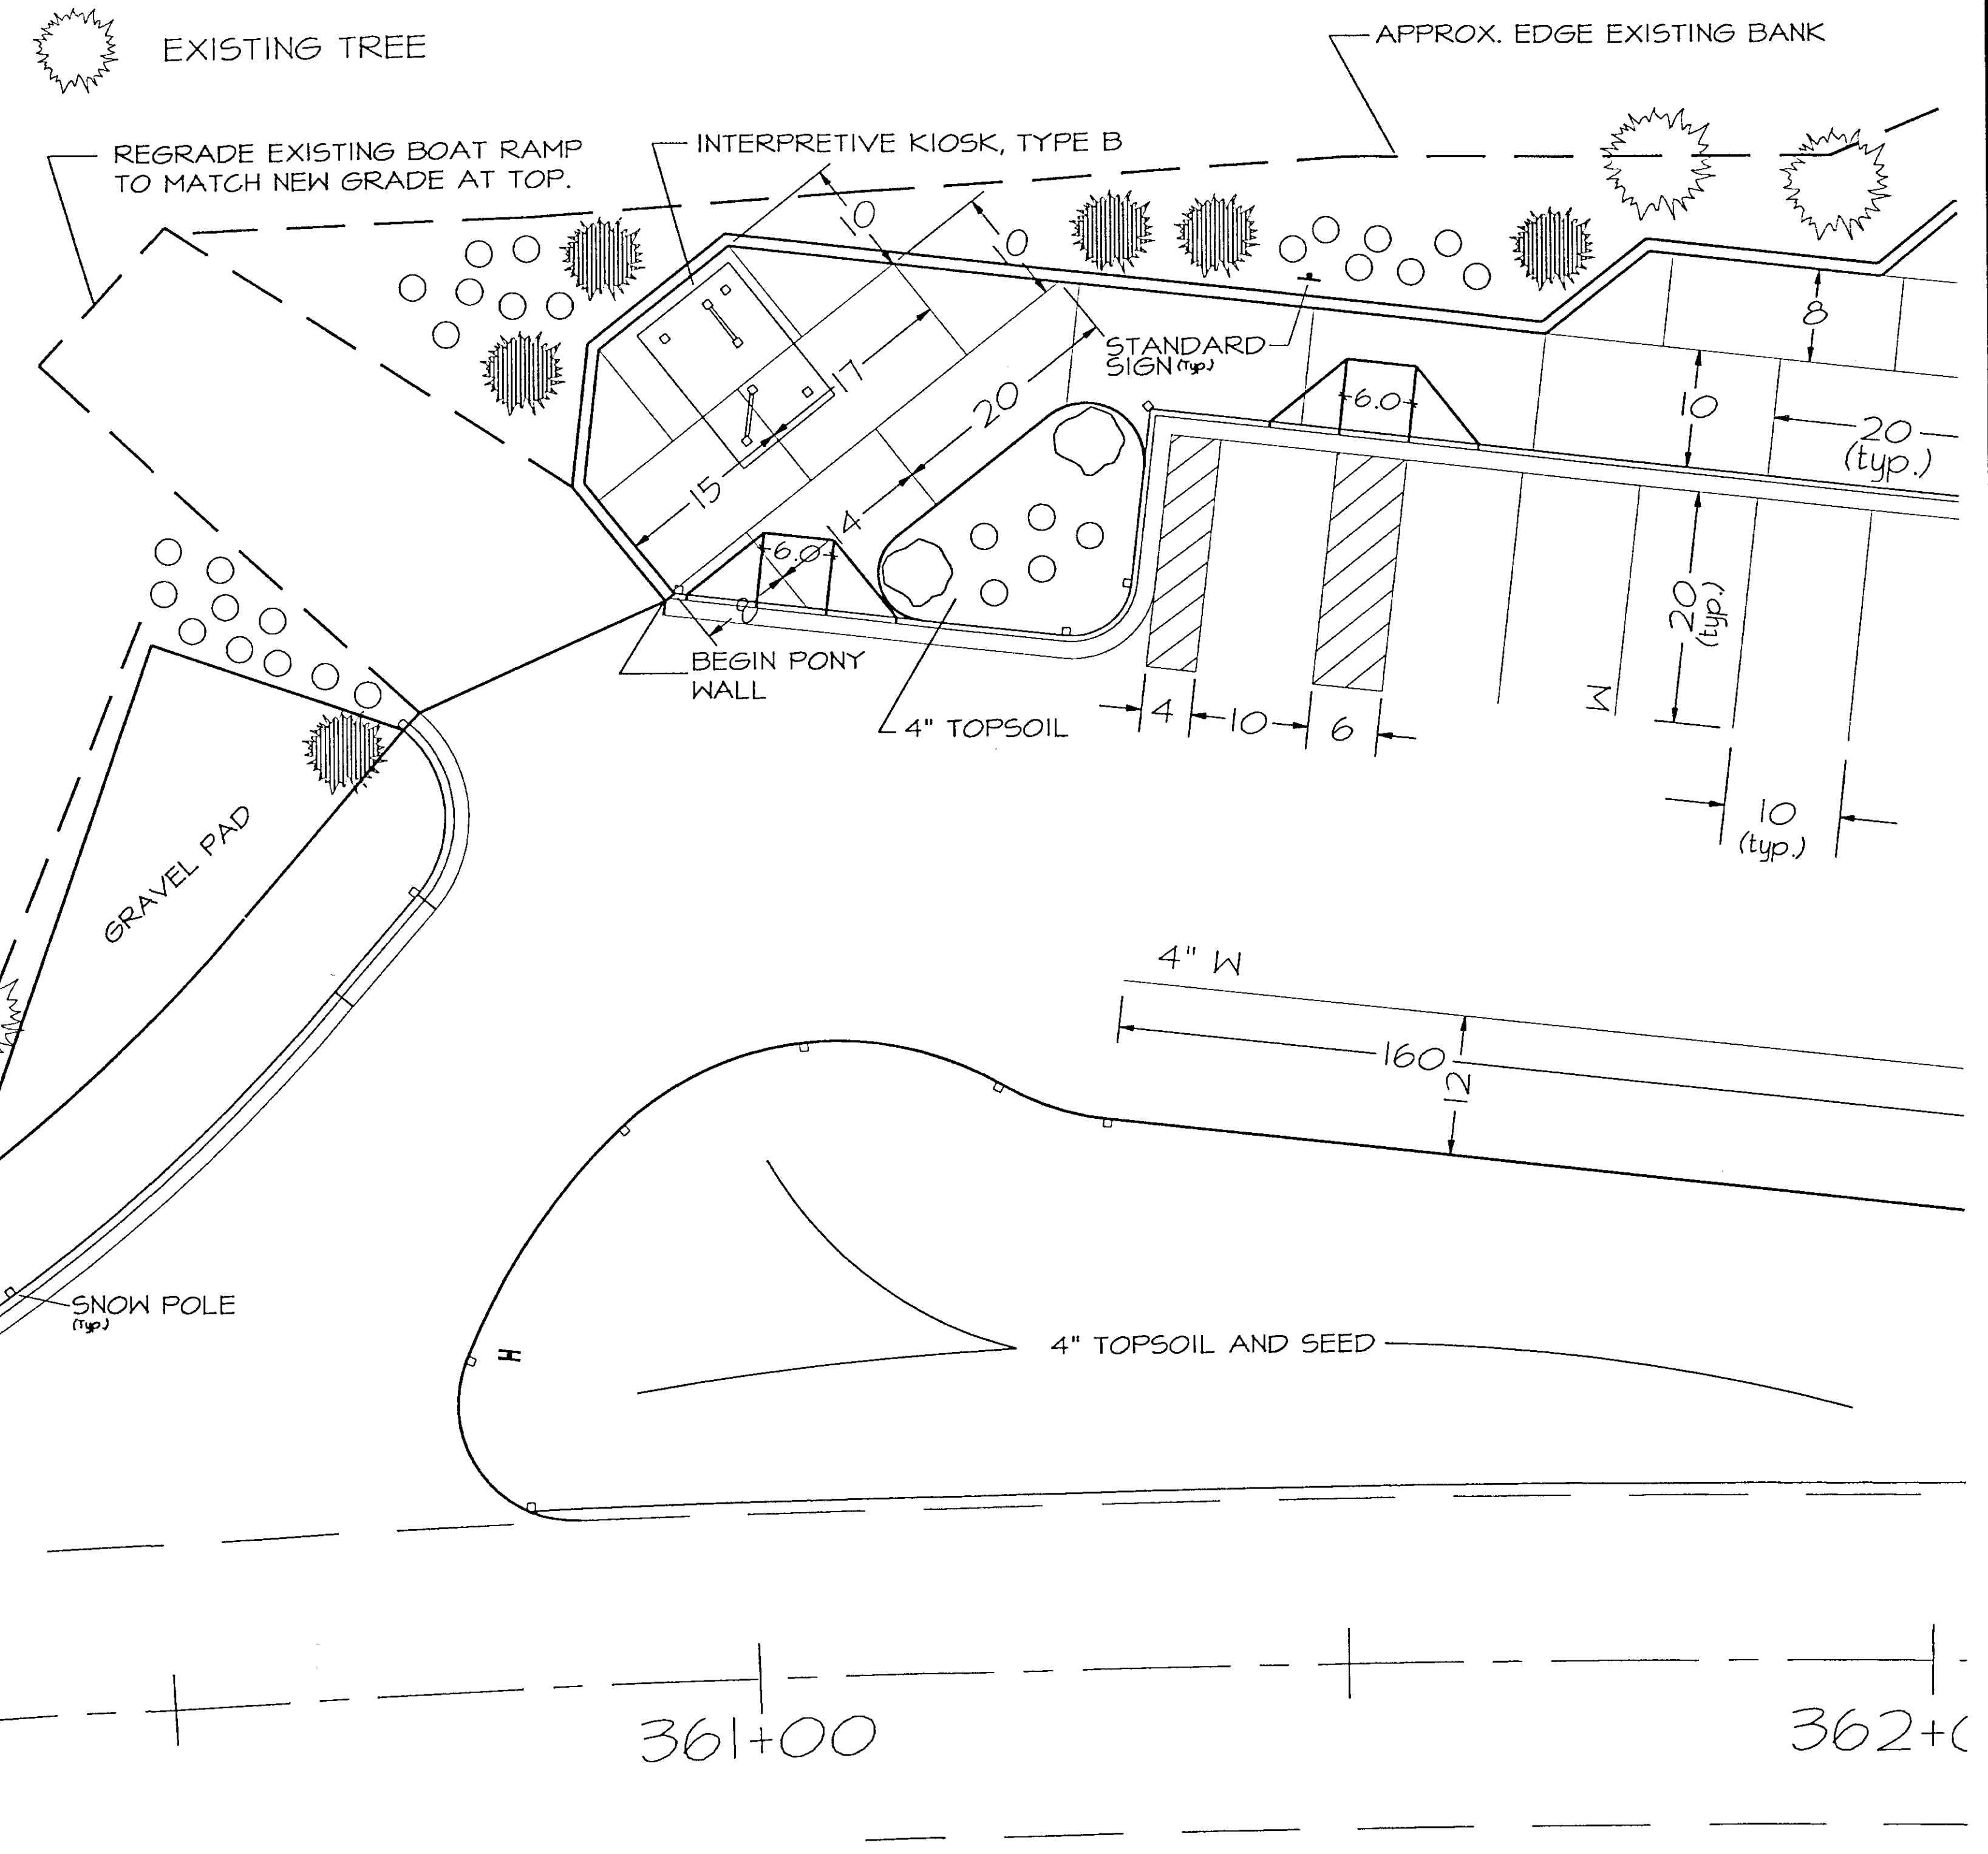 EXISTING TREE
APPROX. EDGE EXISTING BANK
INTERPRETIVE KIOSK, TYPE B
REGRADE EXISTING BOAT RAMP
TO MATCH NEW GRADE AT TOP.
10
10
8
STANDARD
SIGN (Typ.)
17
20
6.0
10
20
(typ.)
15
14
6.0
8
20
(typ.)
BEGIN PONY
WALL
4" TOPSOIL
4
10
6
W
10
(typ.)
GRAVEL PAD
4" W
160
12
SNOW POLE
(Typ.)
4" TOPSOIL AND SEED
H
361+00
362+0